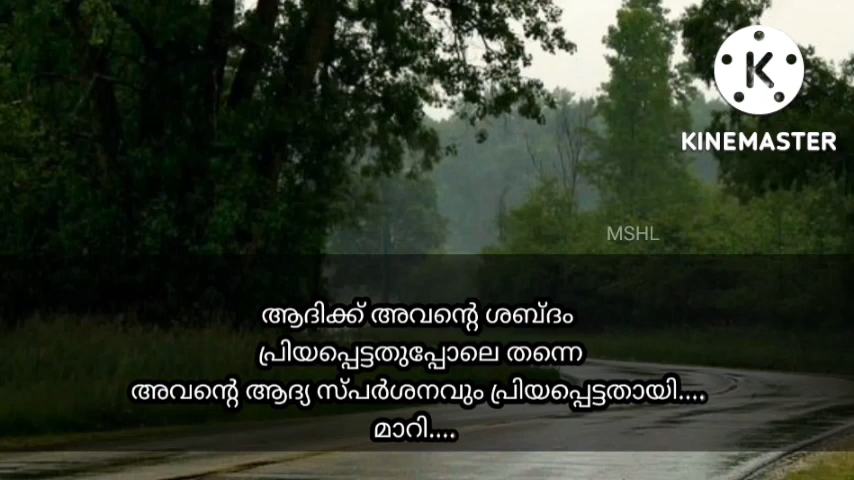 K
KINEMASTER
MSHL
ആദിക്ക് അവന്റെ ശബ്ദം
പ്രിയപ്പെട്ടതുപ്പോലെ തന്നെ
അവന്റെ ആദ്യ സ്പർശനവും പ്രിയപ്പെട്ടതായി....
മാറി....